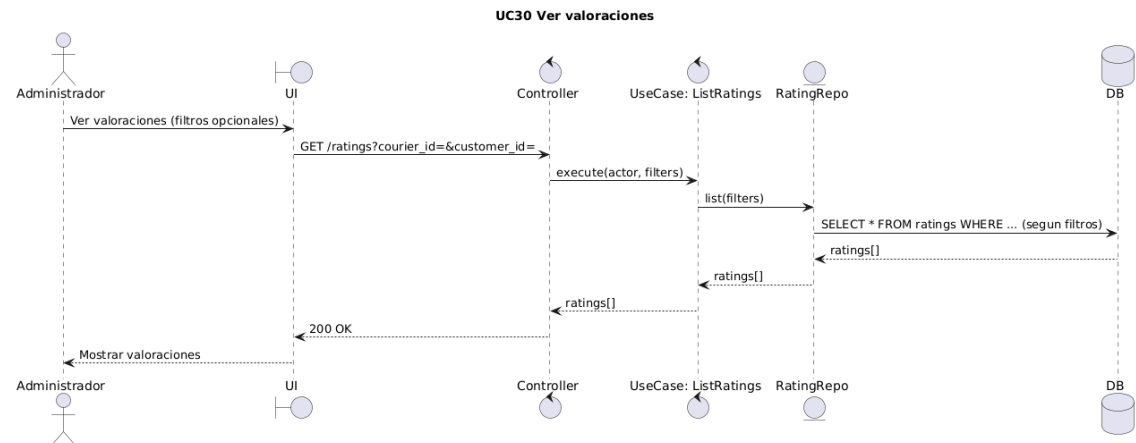 UC30 Ver valoraciones
Administrador
UI
Controller
UseCase: ListRatings
RatingRepo
DB
Ver valoraciones (filtros opcionales)
GET /ratings?courier_id=&customer_id=
execute(actor, filters)
list(filters)
SELECT * FROM ratings WHERE ... (segun filtros)
ratings[]
ratings[]
ratings[]
200 OK
Mostrar valoraciones
Administrador
UI
Controller
UseCase: ListRatings
RatingRepo
DB